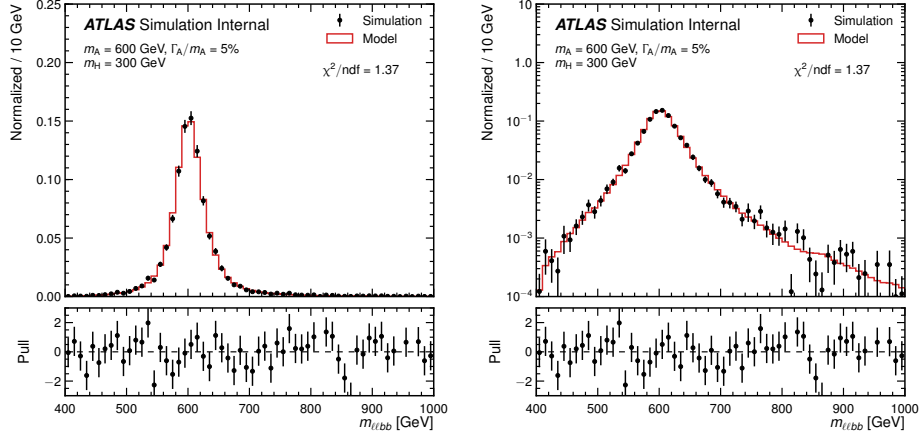 ATLAS Simulation Internal
m_A = 600 GeV, Γ_A/m_A = 5%
m_H = 300 GeV
Simulation
Model
χ²/ndf = 1.37
Normalized / 10 GeV
0.00
0.05
0.10
0.15
0.20
0.25
Pull
2
0
−2
400 500 600 700 800 900 1000
m_ℓℓbb [GeV]
ATLAS Simulation Internal
m_A = 600 GeV, Γ_A/m_A = 5%
m_H = 300 GeV
Simulation
Model
χ²/ndf = 1.37
Normalized / 10 GeV
10¹
10⁰
10⁻¹
10⁻²
10⁻³
10⁻⁴
Pull
2
0
−2
400 500 600 700 800 900 1000
m_ℓℓbb [GeV]